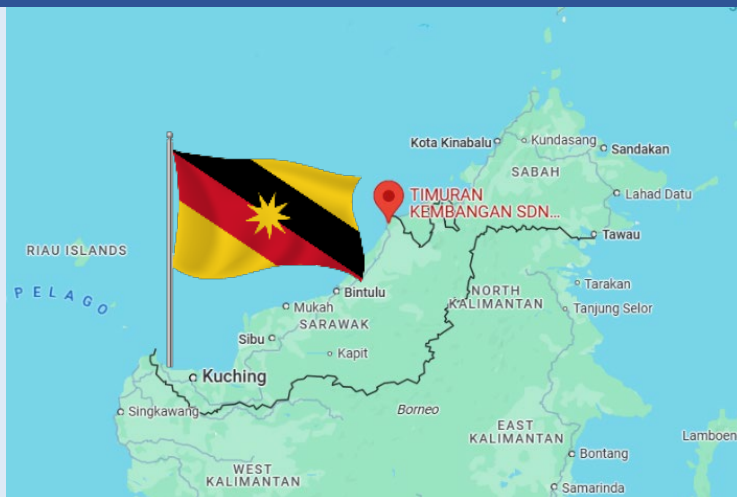 Kota Kinabalu
Kundasang
Sandakan
SABAH
TIMURAN
KEMBANGAN SDN...
Lahad Datu
Tawau
RIAU ISLANDS
PELAGO
Bintulu
NORTH
KALIMANTAN
Tarakan
Mukah
Tanjung Selor
SARAWAK
Sibu
Kapit
Kuching
Singkawang
Borneo
EAST
KALIMANTAN
Lamboen
Bontang
WEST
KALIMANTAN
Samarinda